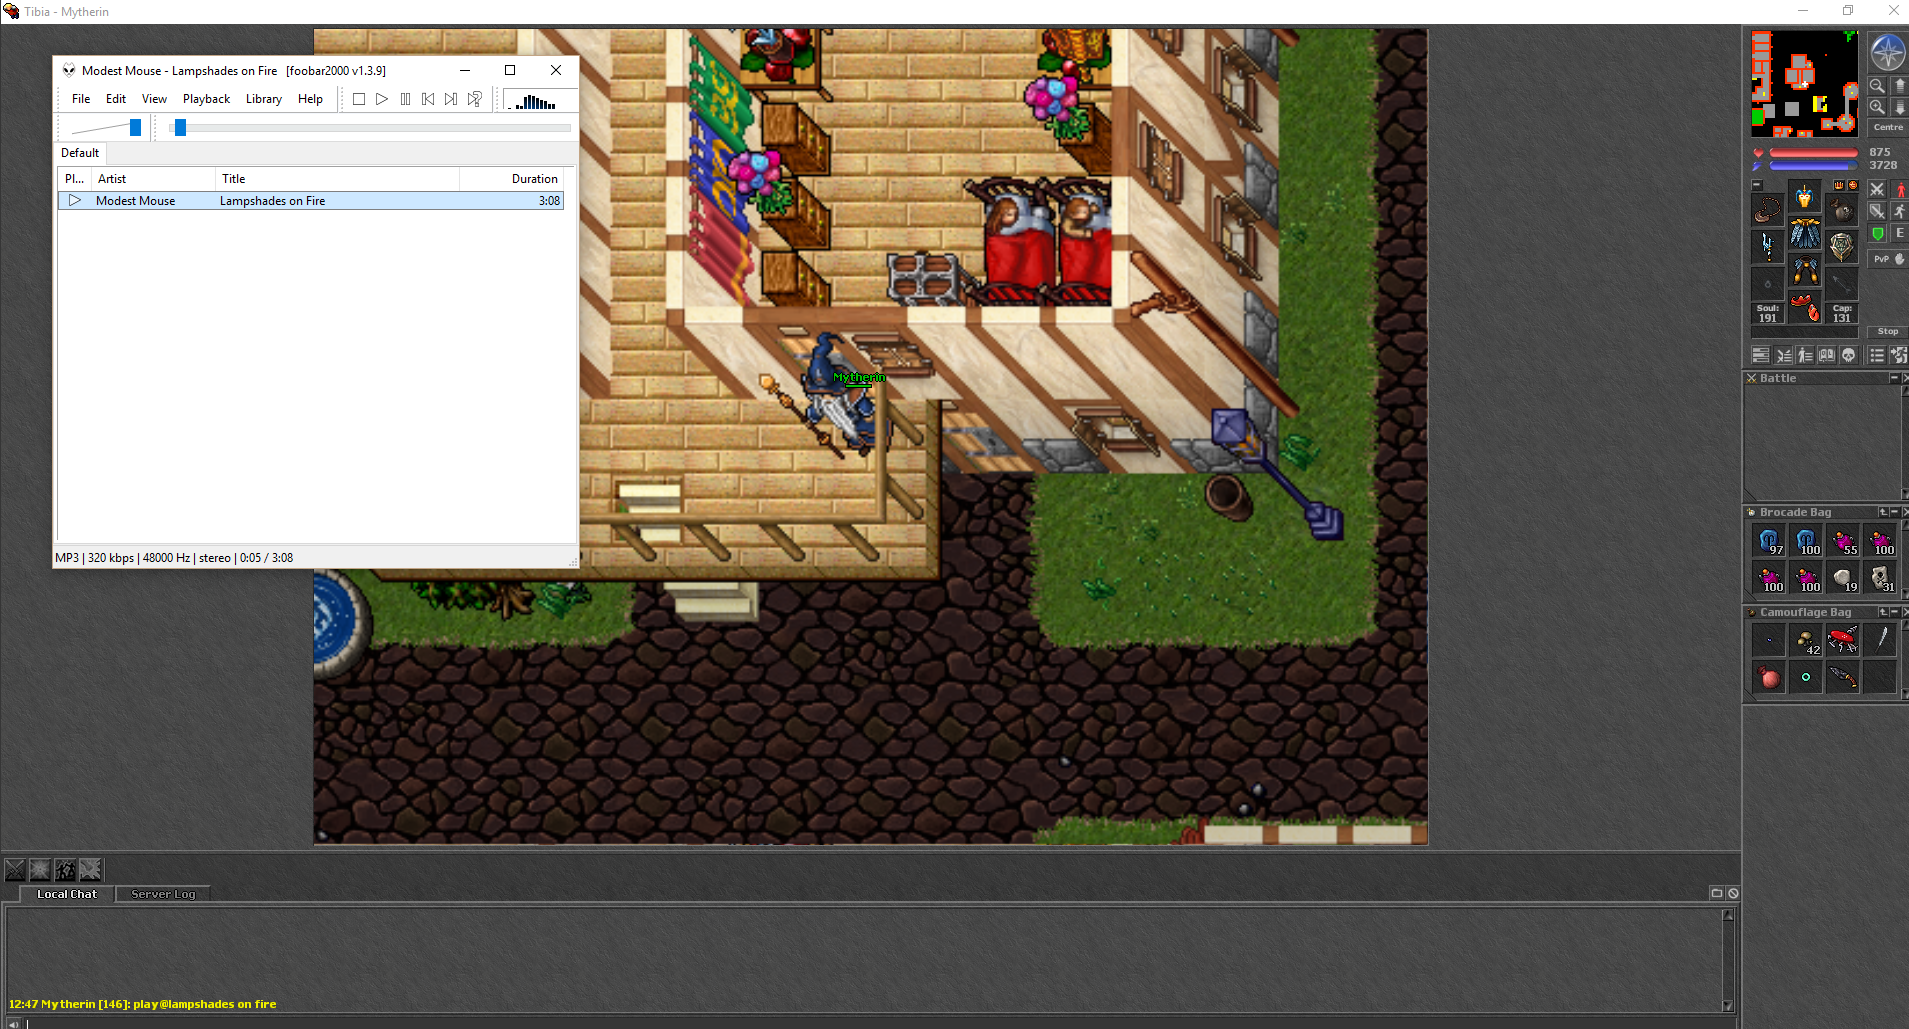 Tibia - Mytherin
Modest Mouse - Lampshades on Fire   [foobar2000 v1.3.9]
File Edit View Playback Library Help
Default
Pl... Artist Title Duration
Modest Mouse Lampshades on Fire 3:08
MP3 | 320 kbps | 48000 Hz | stereo | 0:05 / 3:08
Mytherin
Centre
875
3728
E
PvP
Soul:
191
Cap:
131
Stop
Battle
Brocade Bag
97 100 55 100
100 100 19 31
Camouflage Bag
42
Local Chat Server Log
12:47 Mytherin [146]: play@lampshades on fire